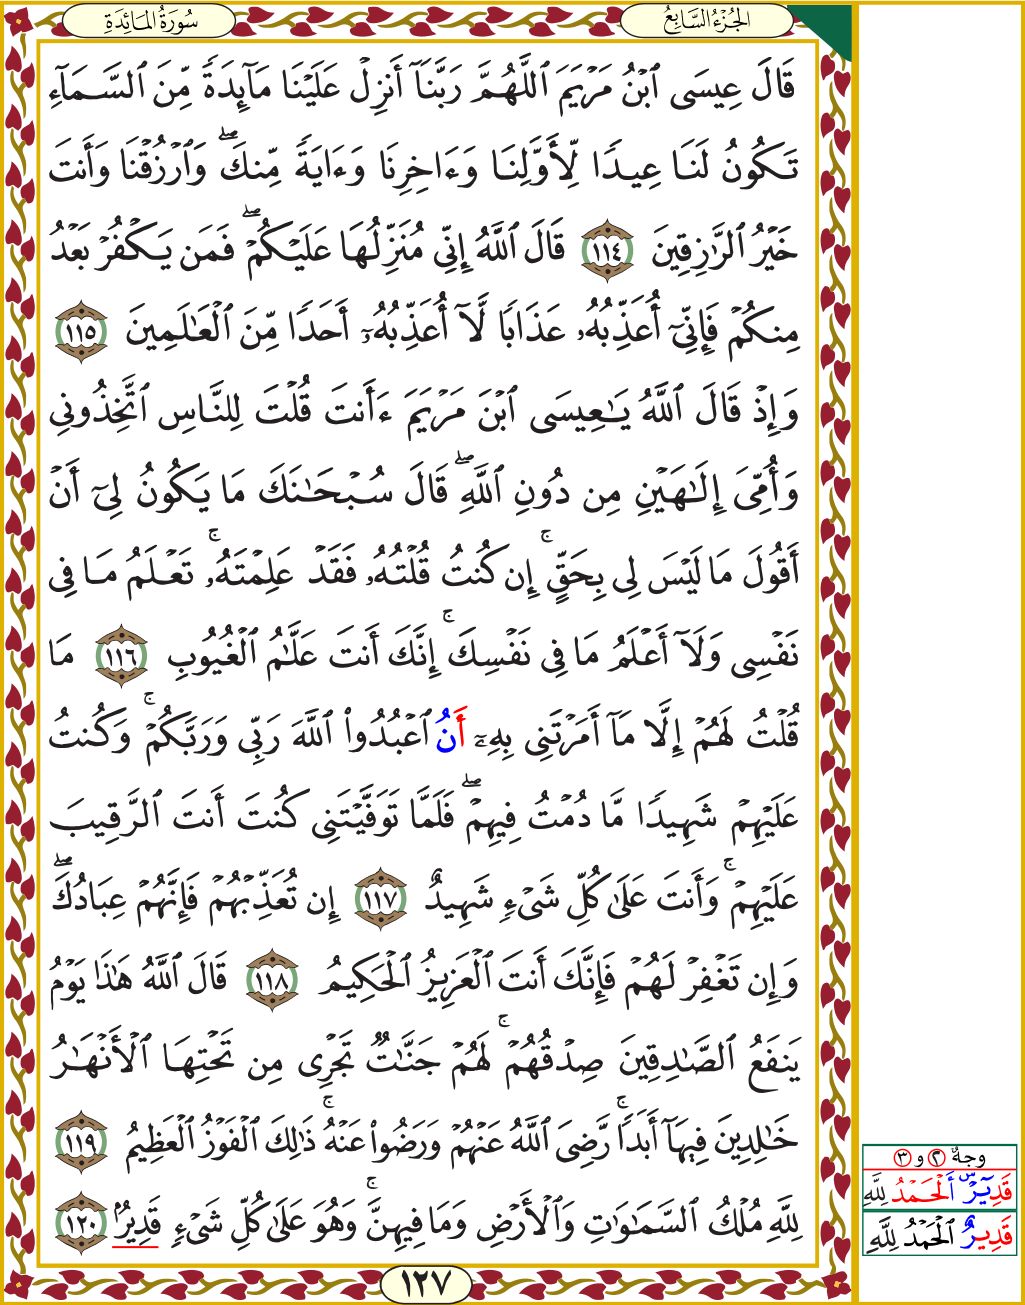 الجُزْءُ السَّابِعُ
سُورَةُ المَائِدَةِ
قَالَ عِيسَى ٱبْنُ مَرْيَمَ ٱللَّهُمَّ رَبَّنَآ أَنزِلْ عَلَيْنَا مَآئِدَةً مِّنَ ٱلسَّمَآءِ
تَكُونُ لَنَا عِيدًا لِّأَوَّلِنَا وَءَاخِرِنَا وَءَايَةً مِّنكَ ۖ وَٱرْزُقْنَا وَأَنتَ
خَيْرُ ٱلرَّٰزِقِينَ ١١٤ قَالَ ٱللَّهُ إِنِّي مُنَزِّلُهَا عَلَيْكُمْ ۖ فَمَن يَكْفُرْ بَعْدُ
مِنكُمْ فَإِنِّىٓ أُعَذِّبُهُۥ عَذَابًا لَّآ أُعَذِّبُهُۥٓ أَحَدًا مِّنَ ٱلْعَٰلَمِينَ ١١٥
وَإِذْ قَالَ ٱللَّهُ يَٰعِيسَى ٱبْنَ مَرْيَمَ ءَأَنتَ قُلْتَ لِلنَّاسِ ٱتَّخِذُونِى
وَأُمِّىَ إِلَٰهَيْنِ مِن دُونِ ٱللَّهِ ۖ قَالَ سُبْحَٰنَكَ مَا يَكُونُ لِىٓ أَنْ
أَقُولَ مَا لَيْسَ لِى بِحَقٍّ ۚ إِن كُنتُ قُلْتُهُۥ فَقَدْ عَلِمْتَهُۥ ۚ تَعْلَمُ مَا فِى
نَفْسِى وَلَآ أَعْلَمُ مَا فِى نَفْسِكَ ۚ إِنَّكَ أَنتَ عَلَّٰمُ ٱلْغُيُوبِ ١١٦ مَا
قُلْتُ لَهُمْ إِلَّا مَآ أَمَرْتَنِى بِهِۦٓ أَنُ ٱعْبُدُوا۟ ٱللَّهَ رَبِّى وَرَبَّكُمْ ۚ وَكُنتُ
عَلَيْهِمْ شَهِيدًا مَّا دُمْتُ فِيهِمْ ۖ فَلَمَّا تَوَفَّيْتَنِى كُنتَ أَنتَ ٱلرَّقِيبَ
عَلَيْهِمْ ۚ وَأَنتَ عَلَىٰ كُلِّ شَىْءٍ شَهِيدٌ ١١٧ إِن تُعَذِّبْهُمْ فَإِنَّهُمْ عِبَادُكَ ۖ
وَإِن تَغْفِرْ لَهُمْ فَإِنَّكَ أَنتَ ٱلْعَزِيزُ ٱلْحَكِيمُ ١١٨ قَالَ ٱللَّهُ هَٰذَا يَوْمُ
يَنفَعُ ٱلصَّٰدِقِينَ صِدْقُهُمْ ۚ لَهُمْ جَنَّٰتٌ تَجْرِى مِن تَحْتِهَا ٱلْأَنْهَٰرُ
خَٰلِدِينَ فِيهَآ أَبَدًا ۚ رَّضِىَ ٱللَّهُ عَنْهُمْ وَرَضُوا۟ عَنْهُ ۚ ذَٰلِكَ ٱلْفَوْزُ ٱلْعَظِيمُ ١١٩
لِلَّهِ مُلْكُ ٱلسَّمَٰوَٰتِ وَٱلْأَرْضِ وَمَا فِيهِنَّ ۚ وَهُوَ عَلَىٰ كُلِّ شَىْءٍ قَدِيرٌۢ ١٢٠
١٢٧
وجهُ ٢ و ٣
قَدِيرٌ س أَلْحَمْدُ لِلَّهِ
قَدِيرٌ ٱلْحَمْدُ لِلَّهِ